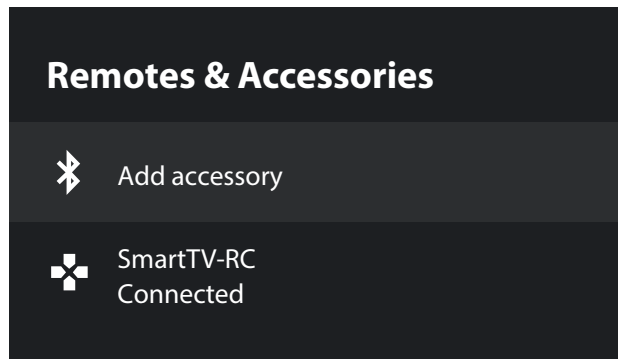 Remotes & Accessories
Add accessory
SmartTV-RC
Connected